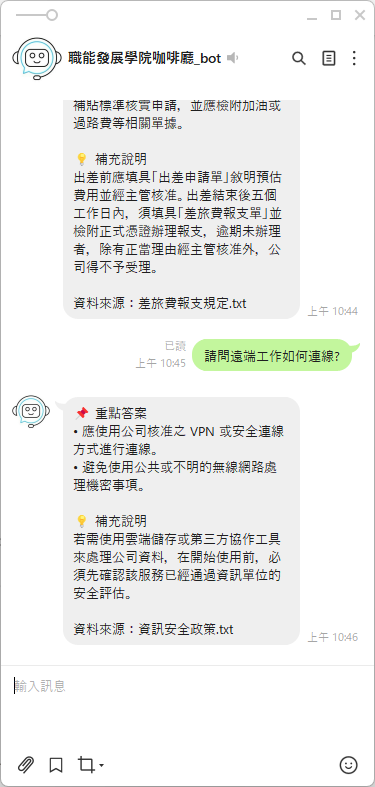 職能發展學院咖啡廳_bot
補貼標準核實申請，並應檢附加油或
過路費等相關單據。
💡 補充說明
出差前應填具｢出差申請單｣敘明預估
費用並經主管核准。出差結束後五個
工作日內，須填具｢差旅費報支單｣並
檢附正式憑證辦理報支，逾期未辦理
者，除有正當理由經主管核准外，公
司得不予受理。
資料來源：差旅費報支規定.txt
上午 10:44
已讀
上午 10:45
請問遠端工作如何連線?
📌 重點答案
• 應使用公司核准之 VPN 或安全連線
方式進行連線。
• 避免使用公共或不明的無線網路處
理機密事項。
💡 補充說明
若需使用雲端儲存或第三方協作工具
來處理公司資料，在開始使用前，必
須先確認該服務已經通過資訊單位的
安全評估。
資料來源：資訊安全政策.txt
上午 10:46
輸入訊息